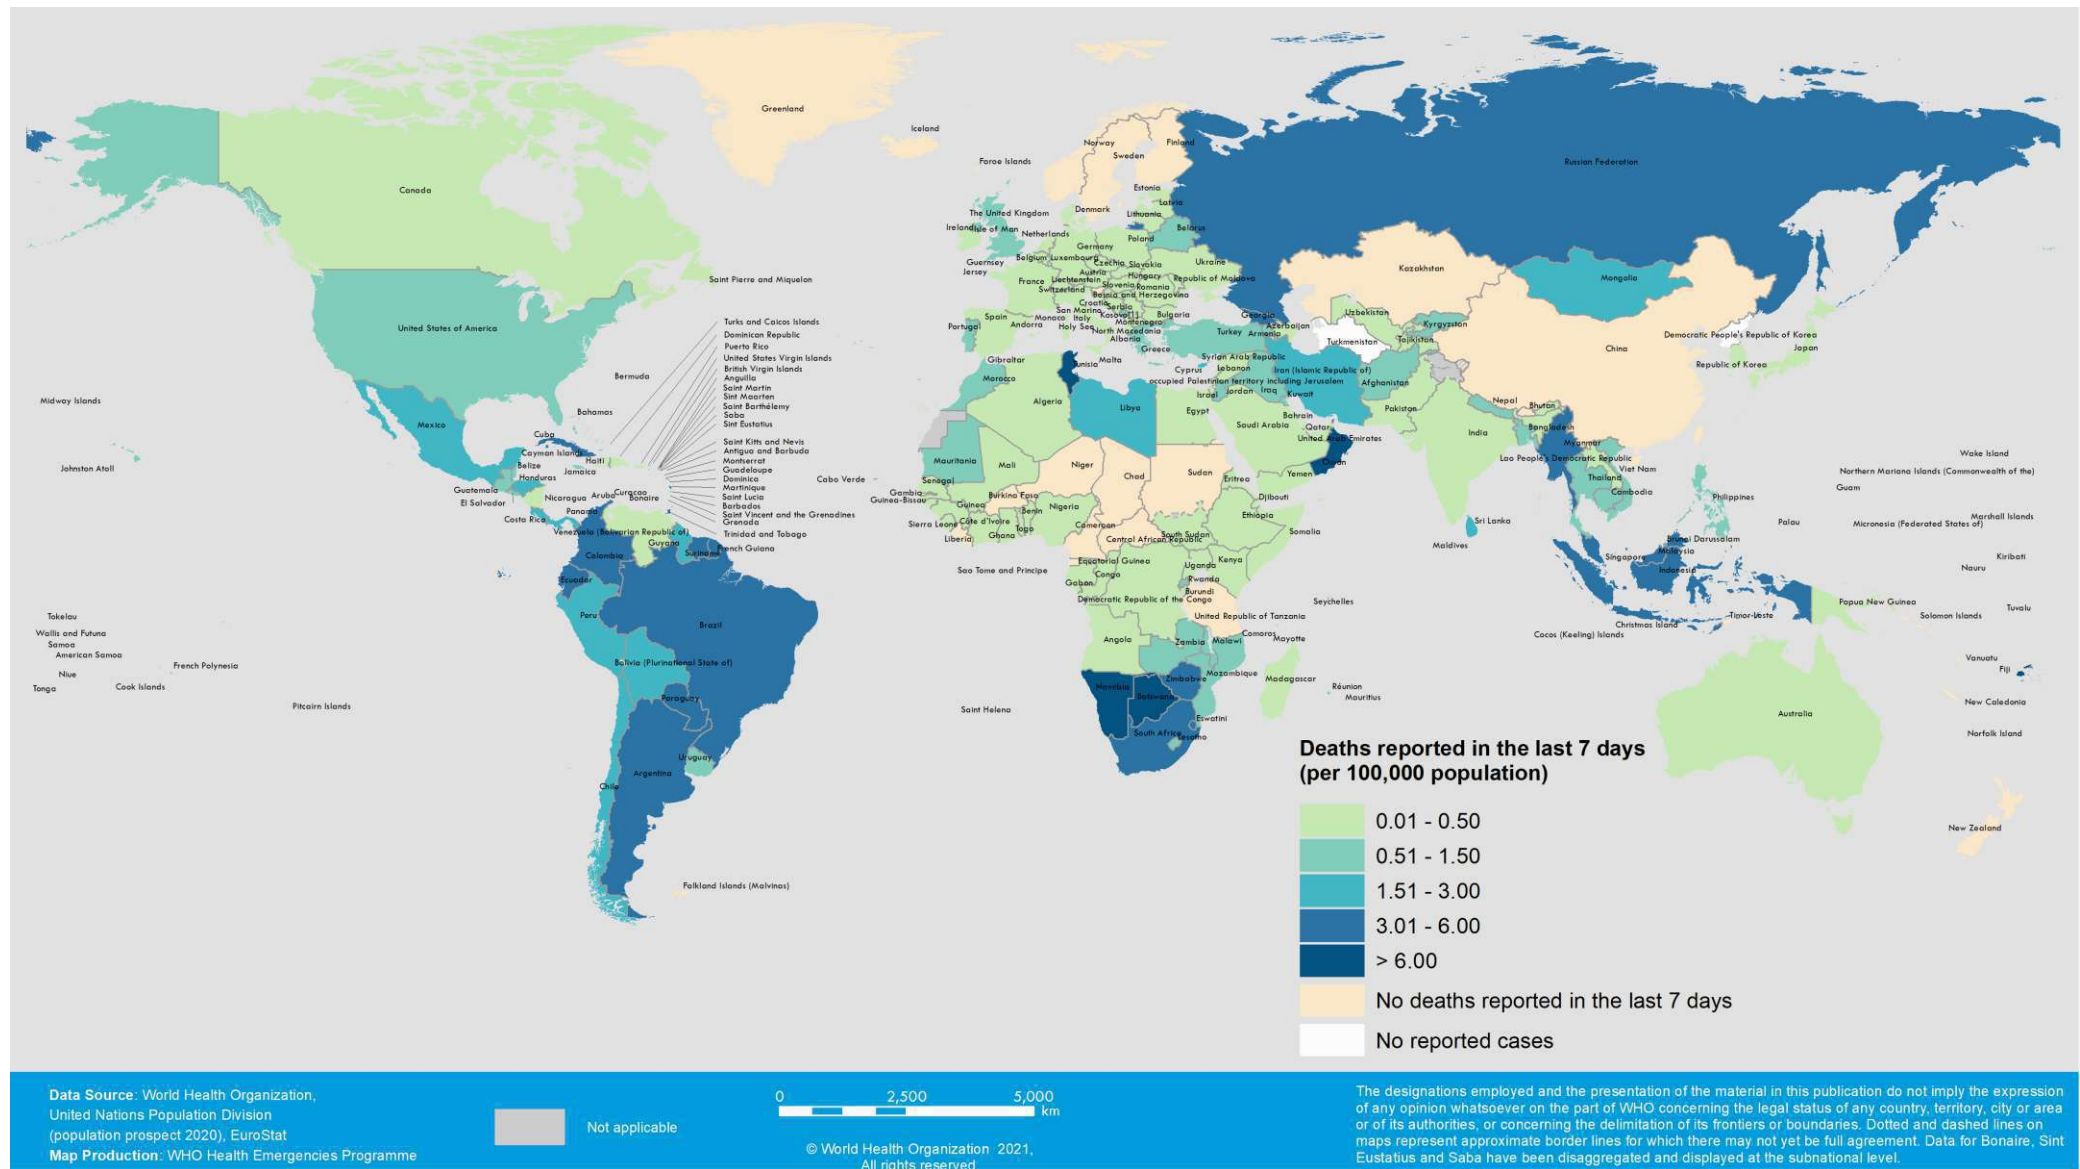 Greenland
Iceland
Norway
Finland
Sweden
Faroe Islands
Russian Federation
Canada
Estonia
Latvia
Denmark
Lithuania
The United Kingdom
Ireland
Isle of Man
Netherlands
Belarus
Poland
Germany
Guernsey
Belgium
Luxembourg
Czechia
Slovakia
Ukraine
Jersey
Austria
Hungary
Republic of Moldova
France
Liechtenstein
Slovenia
Romania
Switzerland
Bosnia and Herzegovina
Croatia
Serbia
San Marino
Kosovo[1]
Bulgaria
Spain
Monaco
Italy
Montenegro
Andorra
Holy See
North Macedonia
Portugal
Albania
Greece
Turkey
Armenia
Georgia
Azerbaijan
Kazakhstan
Mongolia
Uzbekistan
Kyrgyzstan
Turkmenistan
Tajikistan
Democratic People's Republic of Korea
Japan
China
Republic of Korea
Saint Pierre and Miquelon
United States of America
Turks and Caicos Islands
Dominican Republic
Puerto Rico
United States Virgin Islands
British Virgin Islands
Anguilla
Saint Martin
Sint Maarten
Saint Barthélemy
Saba
Sint Eustatius
Saint Kitts and Nevis
Antigua and Barbuda
Montserrat
Guadeloupe
Dominica
Martinique
Saint Lucia
Barbados
Saint Vincent and the Grenadines
Grenada
Trinidad and Tobago
Bermuda
Bahamas
Midway Islands
Johnston Atoll
Mexico
Cuba
Cayman Islands
Haiti
Belize
Jamaica
Honduras
Guatemala
Nicaragua
Aruba
Curacao
Bonaire
El Salvador
Panama
Costa Rica
Venezuela (Bolivarian Republic of)
Guyana
Suriname
French Guiana
Colombia
Ecuador
Peru
Brazil
Bolivia (Plurinational State of)
Paraguay
Uruguay
Argentina
Chile
Falkland Islands (Malvinas)
Tokelau
Wallis and Futuna
Samoa
American Samoa
Niue
Tonga
Cook Islands
French Polynesia
Pitcairn Islands
Gibraltar
Tunisia
Malta
Syrian Arab Republic
Cyprus
Lebanon
Iran (Islamic Republic of)
Morocco
occupied Palestinian territory including Jerusalem
Afghanistan
Israel
Jordan
Iraq
Kuwait
Algeria
Libya
Egypt
Bahrain
Pakistan
Nepal
Bhutan
Saudi Arabia
Qatar
United Arab Emirates
India
Bangladesh
Oman
Myanmar
Lao People's Democratic Republic
Mauritania
Mali
Niger
Chad
Sudan
Yemen
Eritrea
Viet Nam
Thailand
Cabo Verde
Senegal
Gambia
Guinea-Bissau
Burkina Faso
Djibouti
Cambodia
Philippines
Guinea
Benin
Nigeria
Ethiopia
Sierra Leone
Côte d'Ivoire
Togo
Cameroon
Somalia
Sri Lanka
Liberia
Ghana
South Sudan
Central African Republic
Maldives
Brunei Darussalam
Malaysia
Singapore
Indonesia
Sao Tome and Principe
Equatorial Guinea
Congo
Uganda
Kenya
Gabon
Rwanda
Burundi
Democratic Republic of the Congo
Seychelles
United Republic of Tanzania
Angola
Zambia
Malawi
Comoros
Mayotte
Mozambique
Namibia
Botswana
Zimbabwe
Madagascar
Réunion
Mauritius
Saint Helena
Eswatini
South Africa
Lesotho
Wake Island
Northern Mariana Islands (Commonwealth of the)
Guam
Marshall Islands
Palau
Micronesia (Federated States of)
Kiribati
Nauru
Papua New Guinea
Tuvalu
Solomon Islands
Timor-Leste
Christmas Island
Cocos (Keeling) Islands
Vanuatu
Fiji
New Caledonia
Australia
Norfolk Island
New Zealand
Deaths reported in the last 7 days
(per 100,000 population)
0.01 - 0.50
0.51 - 1.50
1.51 - 3.00
3.01 - 6.00
> 6.00
No deaths reported in the last 7 days
No reported cases
Data Source: World Health Organization,
United Nations Population Division
(population prospect 2020), EuroStat
Map Production: WHO Health Emergencies Programme
Not applicable
0 2,500 5,000
km
© World Health Organization 2021,
All rights reserved
The designations employed and the presentation of the material in this publication do not imply the expression
of any opinion whatsoever on the part of WHO concerning the legal status of any country, territory, city or area
or of its authorities, or concerning the delimitation of its frontiers or boundaries. Dotted and dashed lines on
maps represent approximate border lines for which there may not yet be full agreement. Data for Bonaire, Sint
Eustatius and Saba have been disaggregated and displayed at the subnational level.